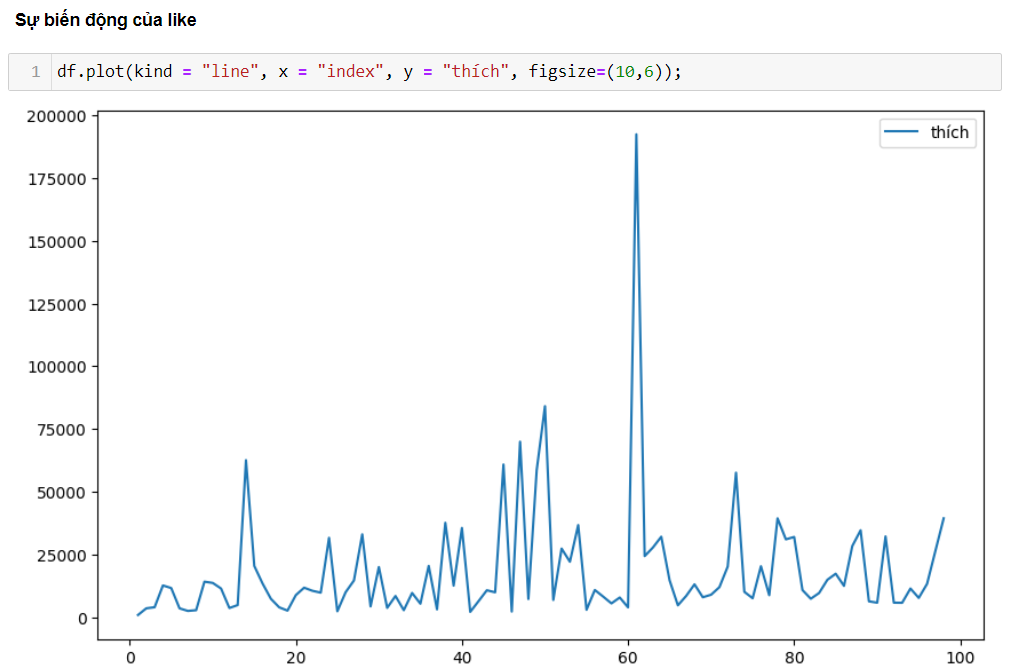 Sự biến động của like
1 df.plot(kind = "line", x = "index", y = "thích", figsize=(10,6));
thích
200000
175000
150000
125000
100000
75000
50000
25000
0
0 20 40 60 80 100